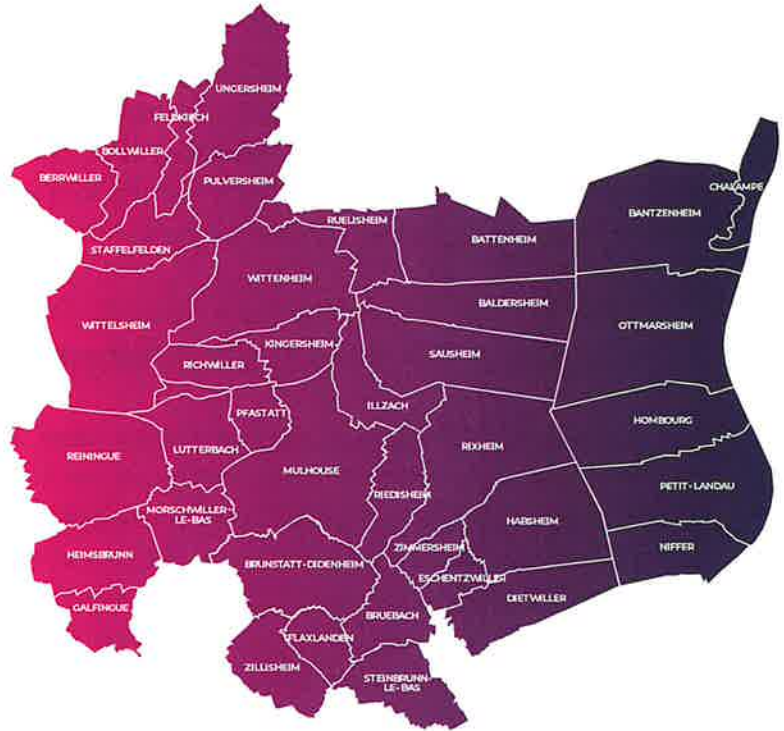 UNGERSHEIM
FELDKIRCH
BOLLWILLER
BERRWILLER
PULVERSHEIM
CHALAMPE
RUELISHEIM
BANTZENHEIM
STAFFELFELDEN
BATTENHEIM
WITTENHEIM
BALDERSHEIM
WITTELSHEIM
OTTMARSHEIM
KINGERSHEIM
SAUSHEIM
RICHWILLER
ILLZACH
PFASTATT
HOMBOURG
LUTTERBACH
RIXHEIM
REININGUE
MULHOUSE
RIEDISHEIM
PETIT-LANDAU
MORSCHWILLER-
LE-BAS
HABSHEIM
ZIMMERSHEIM
NIFFER
HEIMSBRUNN
BRUNSTATT-DIDENHEIM
ESCHENTZWILLER
DIETWILLER
GALFINGUE
BRUEBACH
FLAXLANDEN
ZILLISHEIM
STEINBRUNN-
LE-BAS